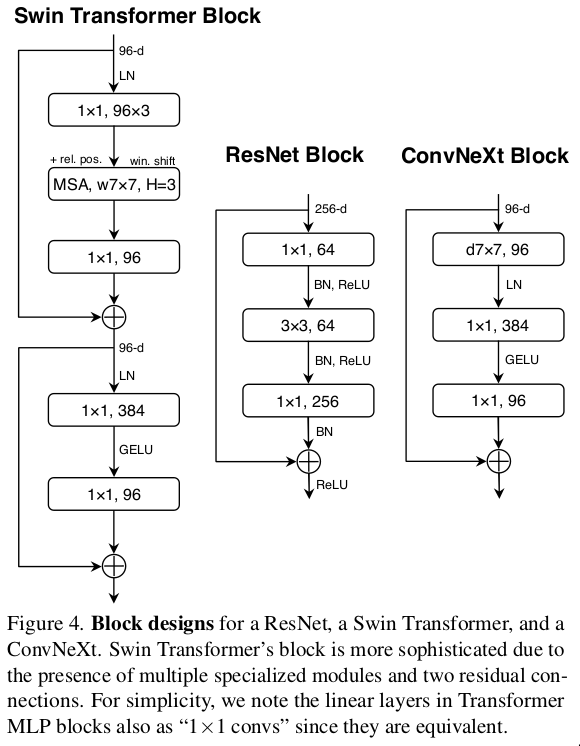 Swin Transformer Block
96-d
LN
1×1, 96×3
+ rel. pos.
win. shift
MSA, w7×7, H=3
1×1, 96
96-d
LN
1×1, 384
GELU
1×1, 96
ResNet Block
256-d
1×1, 64
BN, ReLU
3×3, 64
BN, ReLU
1×1, 256
BN
ReLU
ConvNeXt Block
96-d
d7×7, 96
LN
1×1, 384
GELU
1×1, 96
Figure 4. Block designs for a ResNet, a Swin Transformer, and a
ConvNeXt. Swin Transformer's block is more sophisticated due to
the presence of multiple specialized modules and two residual con-
nections. For simplicity, we note the linear layers in Transformer
MLP blocks also as “1×1 convs” since they are equivalent.